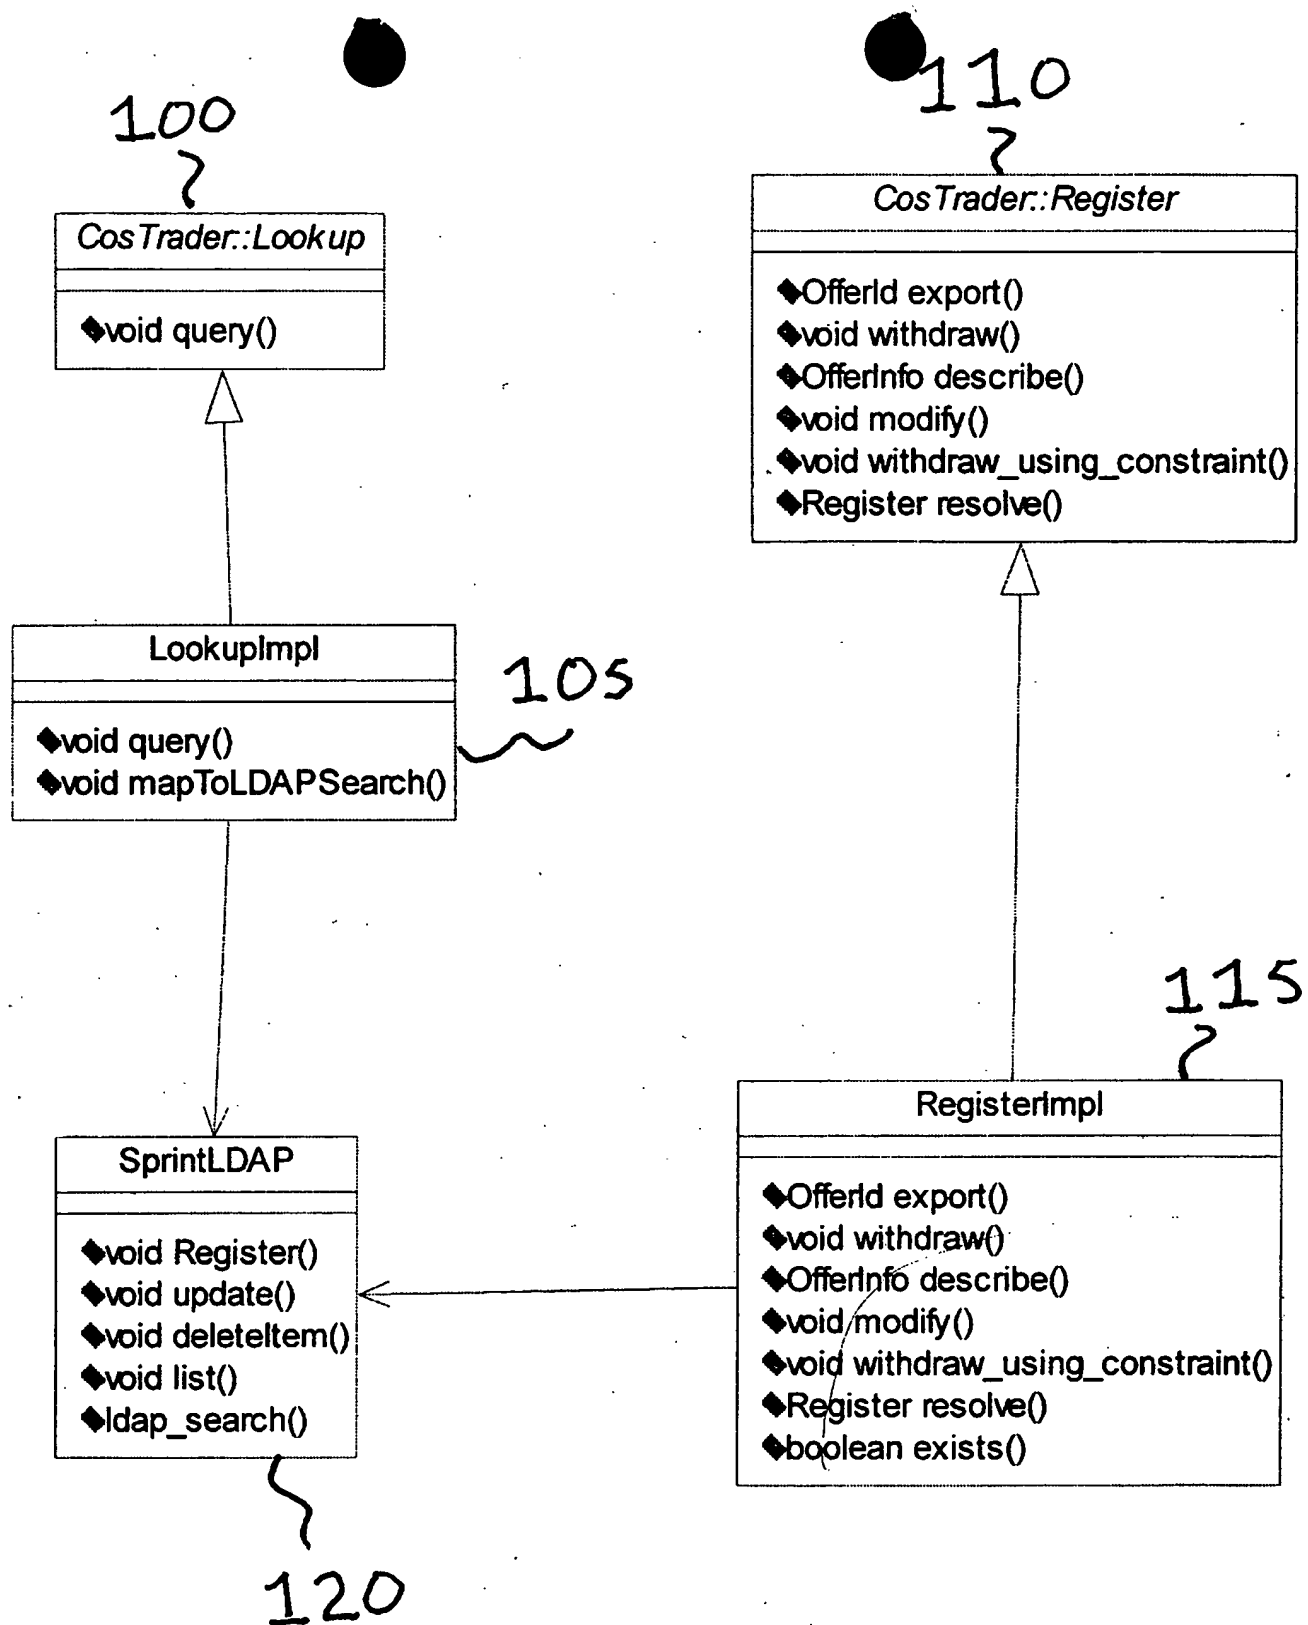 100
CosTrader::Lookup
◆void query()
110
CosTrader::Register
◆OfferId export()
◆void withdraw()
◆OfferInfo describe()
◆void modify()
◆void withdraw_using_constraint()
◆Register resolve()
LookupImpl
◆void query()
◆void mapToLDAPSearch()
105
115
RegisterImpl
◆OfferId export()
◆void withdraw()
◆OfferInfo describe()
◆void modify()
◆void withdraw_using_constraint()
◆Register resolve()
◆boolean exists()
SprintLDAP
◆void Register()
◆void update()
◆void deleteItem()
◆void list()
◆ldap_search()
120